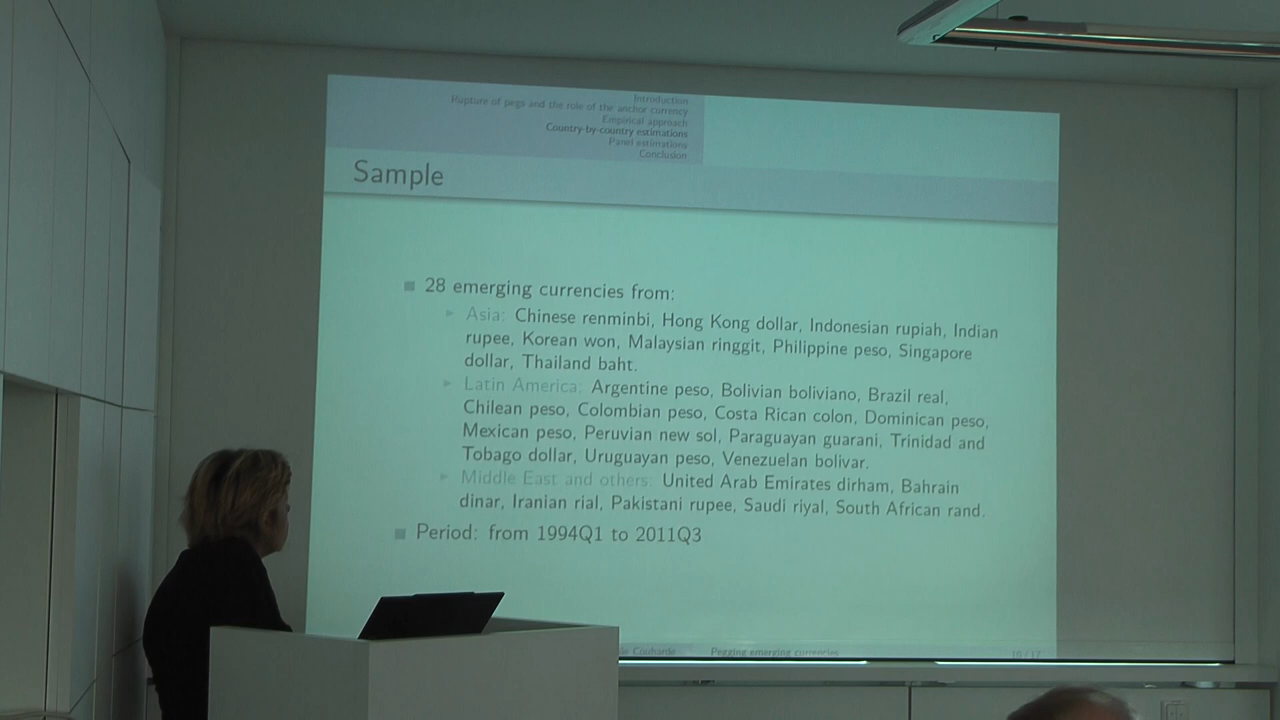 Introduction
Rupture of pegs and the role of the anchor currency
Empirical approach
Country-by-country estimations
Panel estimations
Conclusion
Sample
28 emerging currencies from:
Asia: Chinese renminbi, Hong Kong dollar, Indonesian rupiah, Indian
rupee, Korean won, Malaysian ringgit, Philippine peso, Singapore
dollar, Thailand baht.
Latin America: Argentine peso, Bolivian boliviano, Brazil real,
Chilean peso, Colombian peso, Costa Rican colon, Dominican peso,
Mexican peso, Peruvian new sol, Paraguayan guarani, Trinidad and
Tobago dollar, Uruguayan peso, Venezuelan bolivar.
Middle East and others: United Arab Emirates dirham, Bahrain
dinar, Iranian rial, Pakistani rupee, Saudi riyal, South African rand.
Period: from 1994Q1 to 2011Q3
Couharde Pegging emerging currencies